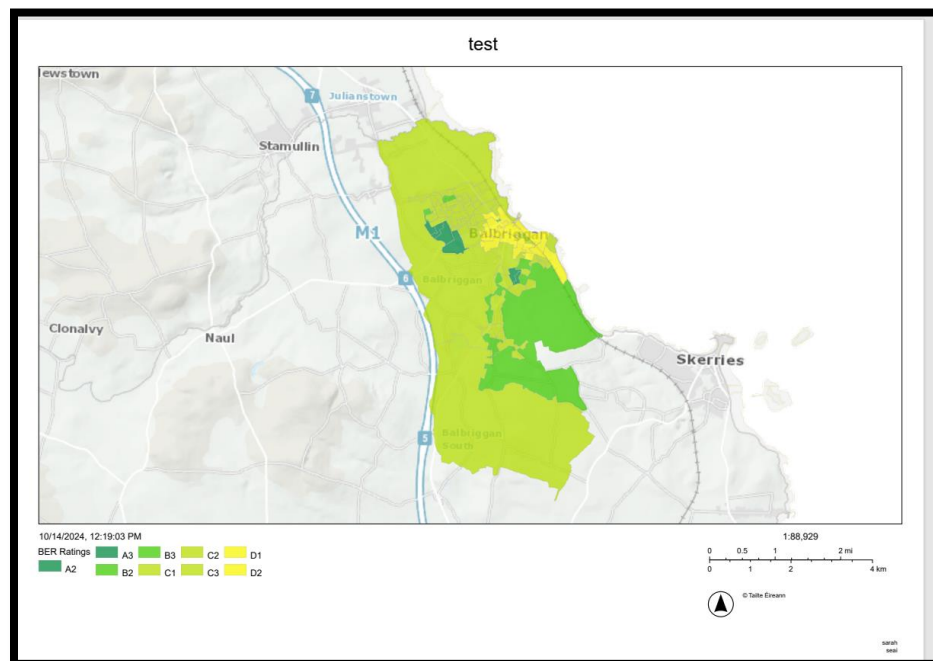 test
lewstown
7
Julianstown
Stamullin
M1
Balbriggan
6
Balbriggan
Clonalvy
Naul
Skerries
5
Balbriggan
South
10/14/2024, 12:19:03 PM
1:88,929
BER Ratings A3 B3 C2 D1
A2 B2 C1 C3 D2
0 0.5 1 2 mi
0 1 2 4 km
© Tailte Éireann
sarah
seai